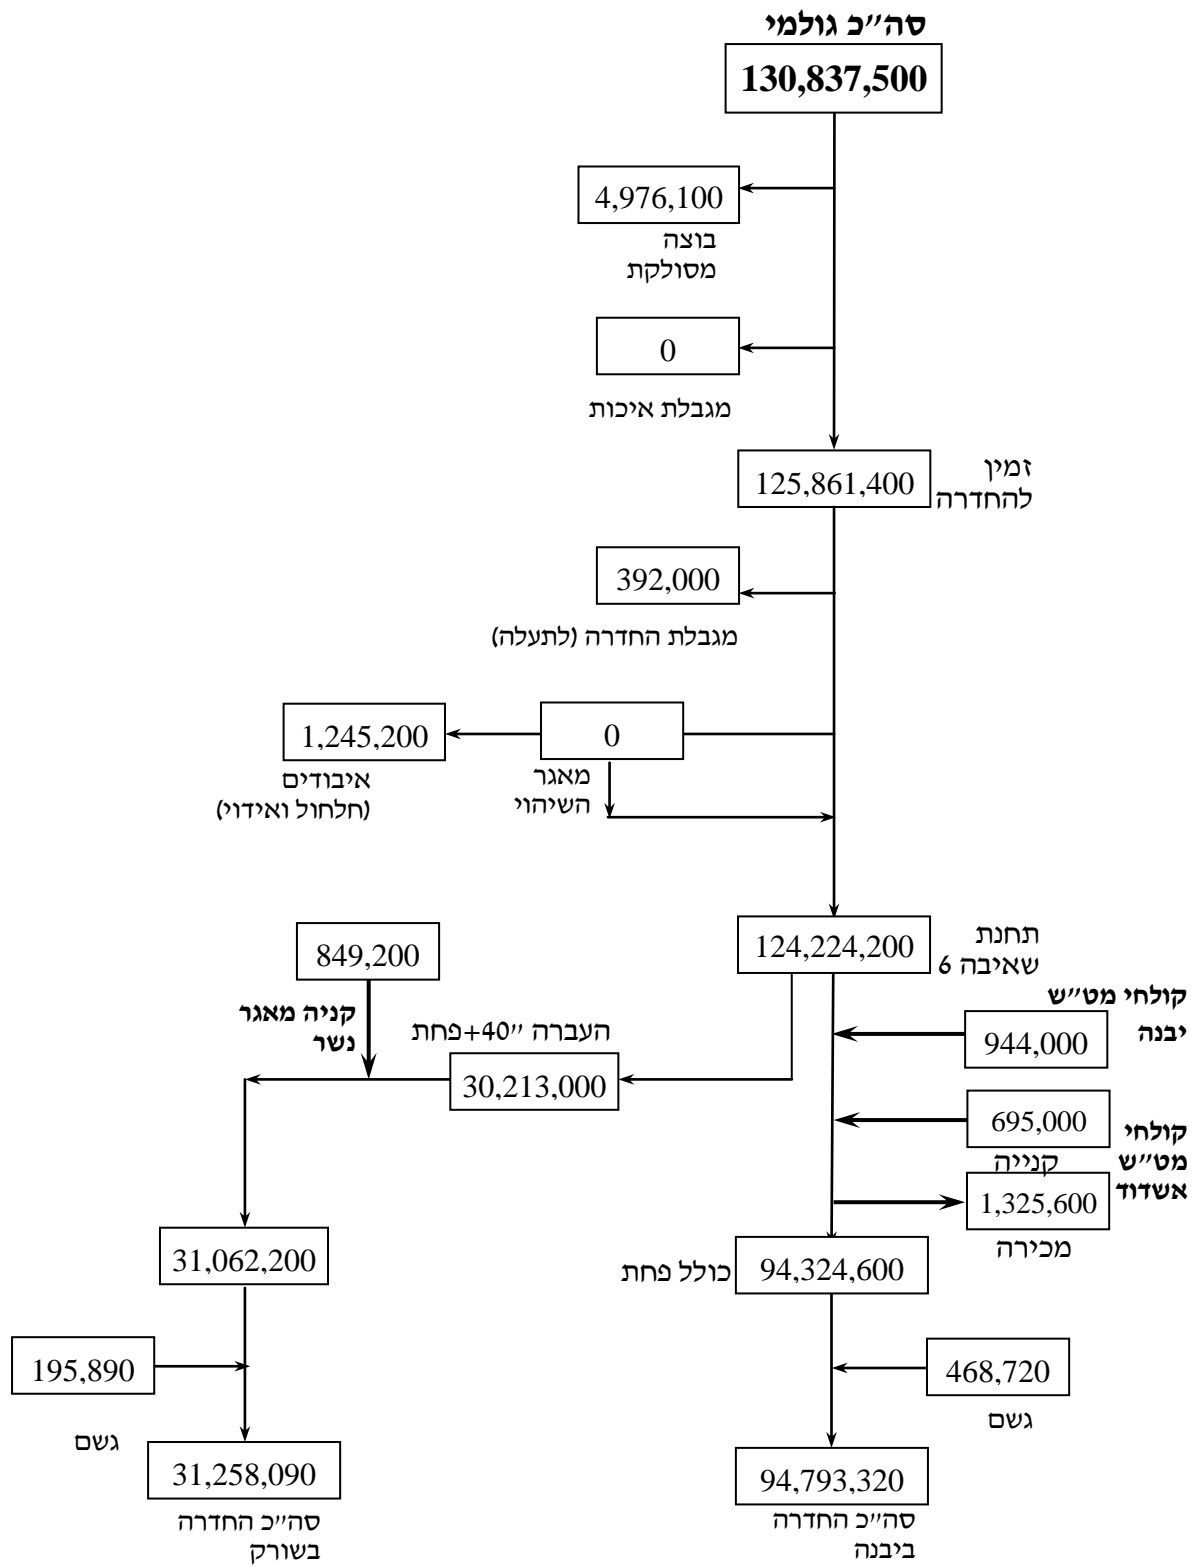 סה״כ גולמי
130,837,500
4,976,100
בוצה
מסולקת
0
מגבלת איכות
125,861,400
זמין
להחדרה
392,000
מגבלת החדרה (לתעלה)
0
מאגר
השיהוי
1,245,200
איבודים
(חלחול ואידוי)
124,224,200
תחנת
שאיבה 6
849,200
קניה מאגר
נשר
העברה 40״+פחת
30,213,000
קולחי מט״ש
יבנה
944,000
695,000
קנייה
קולחי
מט״ש
אשדוד
1,325,600
מכירה
31,062,200
94,324,600
כולל פחת
195,890
גשם
468,720
גשם
31,258,090
סה״כ החדרה
בשורק
94,793,320
סה״כ החדרה
ביבנה